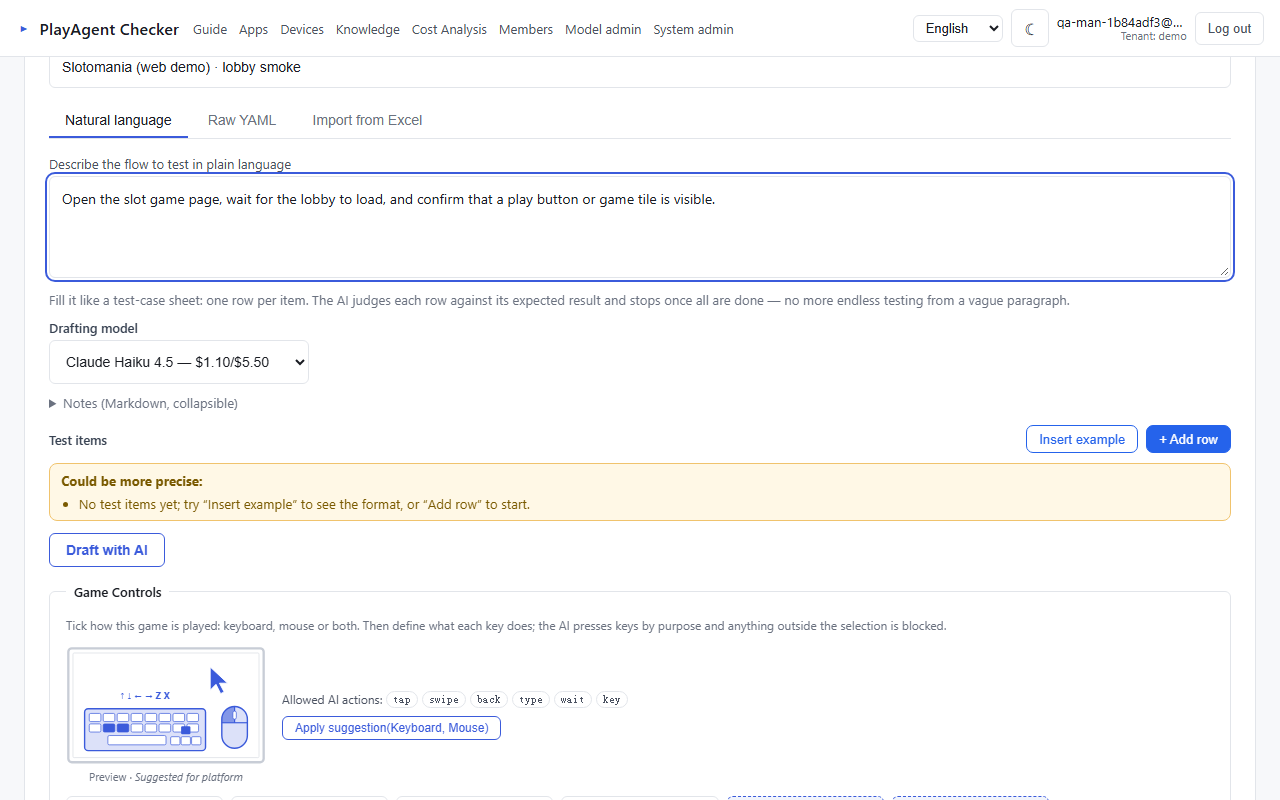 PlayAgent Checker Guide Apps Devices Knowledge Cost Analysis Members Model admin System admin English qa-man-1b84adf3@... Log out
Tenant: demo
Slotomania (web demo) · lobby smoke
Natural language Raw YAML Import from Excel
Describe the flow to test in plain language
Open the slot game page, wait for the lobby to load, and confirm that a play button or game tile is visible.
Fill it like a test-case sheet: one row per item. The AI judges each row against its expected result and stops once all are done — no more endless testing from a vague paragraph.
Drafting model
Claude Haiku 4.5 — $1.10/$5.50
Notes (Markdown, collapsible)
Test items Insert example + Add row
Could be more precise:
• No test items yet; try “Insert example” to see the format, or “Add row” to start.
Draft with AI
Game Controls
Tick how this game is played: keyboard, mouse or both. Then define what each key does; the AI presses keys by purpose and anything outside the selection is blocked.
↑ ↓ ← → Z X
Allowed AI actions: tap swipe back type wait key
Apply suggestion(Keyboard, Mouse)
Preview · Suggested for platform